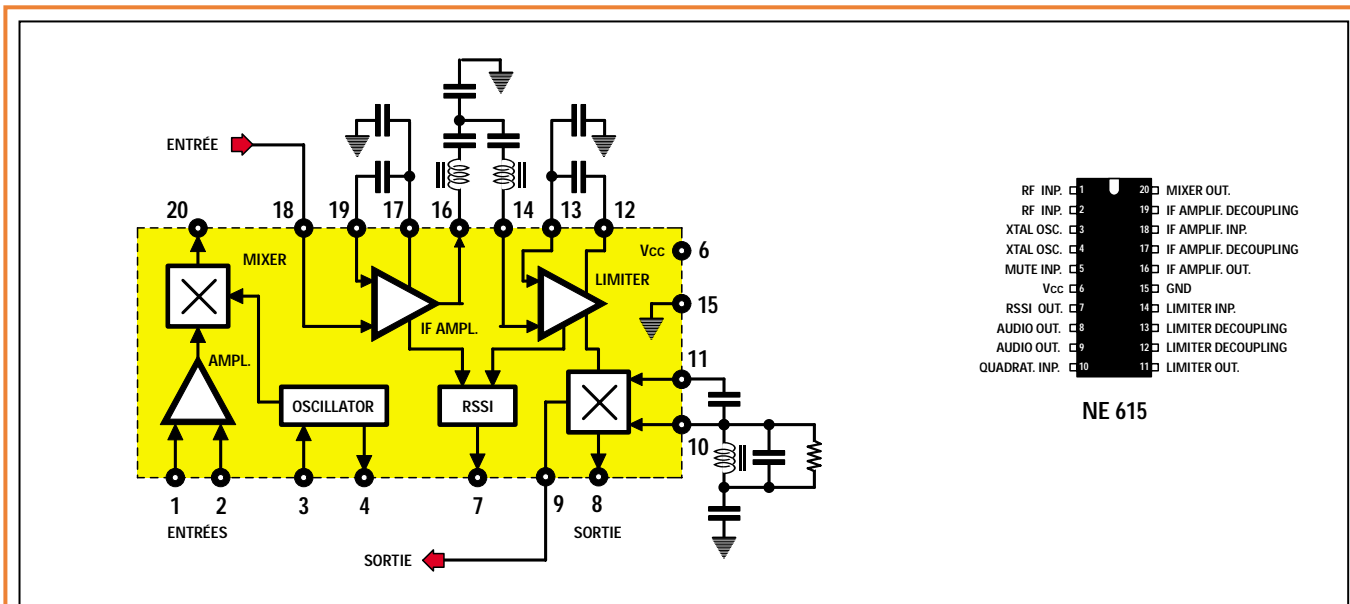 ENTRÉE
20
18
19
17
16
14
13
12
MIXER
Vcc
6
LIMITER
IF AMPL.
15
AMPL.
11
OSCILLATOR
RSSI
10
1
2
3
4
7
9
8
ENTRÉES
SORTIE
SORTIE
RF INP. 1 20 MIXER OUT.
RF INP. 2 19 IF AMPLIF. DECOUPLING
XTAL OSC. 3 18 IF AMPLIF. INP.
XTAL OSC. 4 17 IF AMPLIF. DECOUPLING
MUTE INP. 5 16 IF AMPLIF. OUT.
Vcc 6 15 GND
RSSI OUT. 7 14 LIMITER INP.
AUDIO OUT. 8 13 LIMITER DECOUPLING
AUDIO OUT. 9 12 LIMITER DECOUPLING
QUADRAT. INP. 10 11 LIMITER OUT.
NE 615